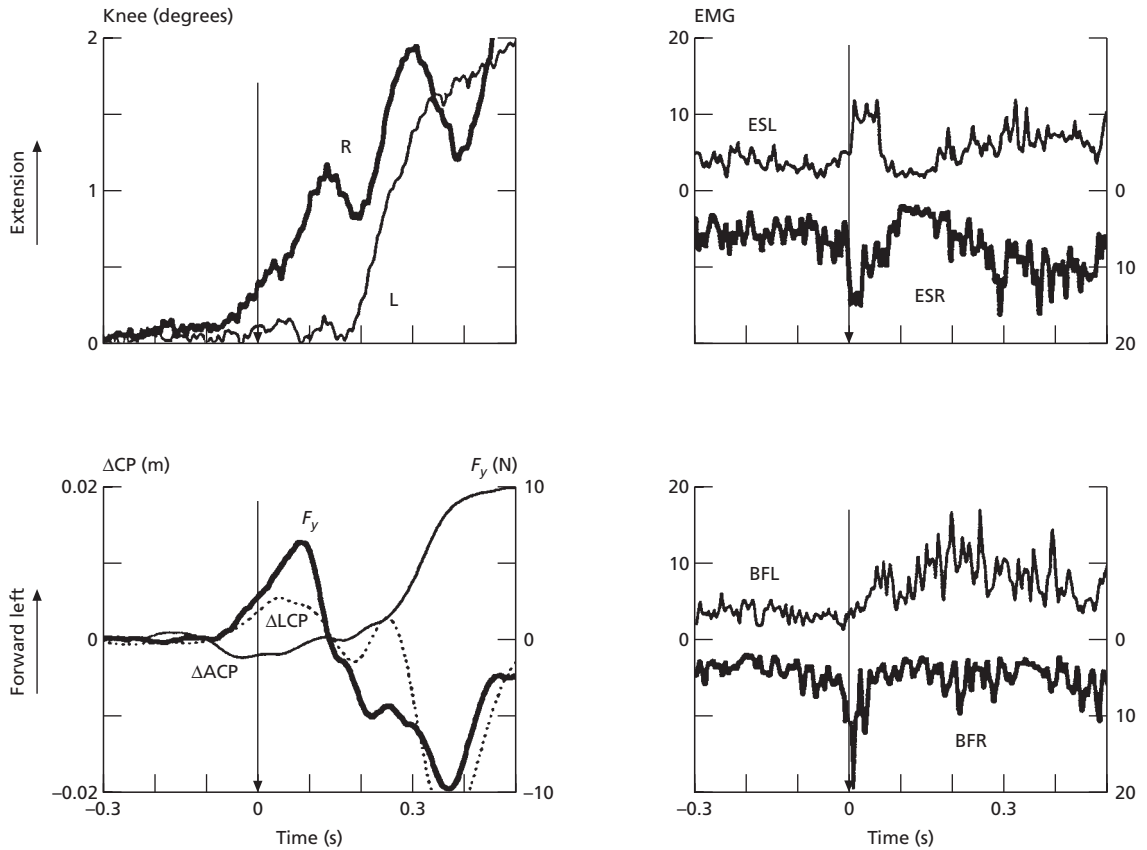 Knee (degrees)
2
1
0
Extension
R
L
EMG
20
10
0
ESL
ESR
0
10
20
ΔCP (m)
F_y (N)
0.02
0
–0.02
Forward left
F_y
ΔLCP
ΔACP
10
0
–10
–0.3
0
0.3
Time (s)
20
10
0
BFL
BFR
0
10
20
–0.3
0
0.3
Time (s)